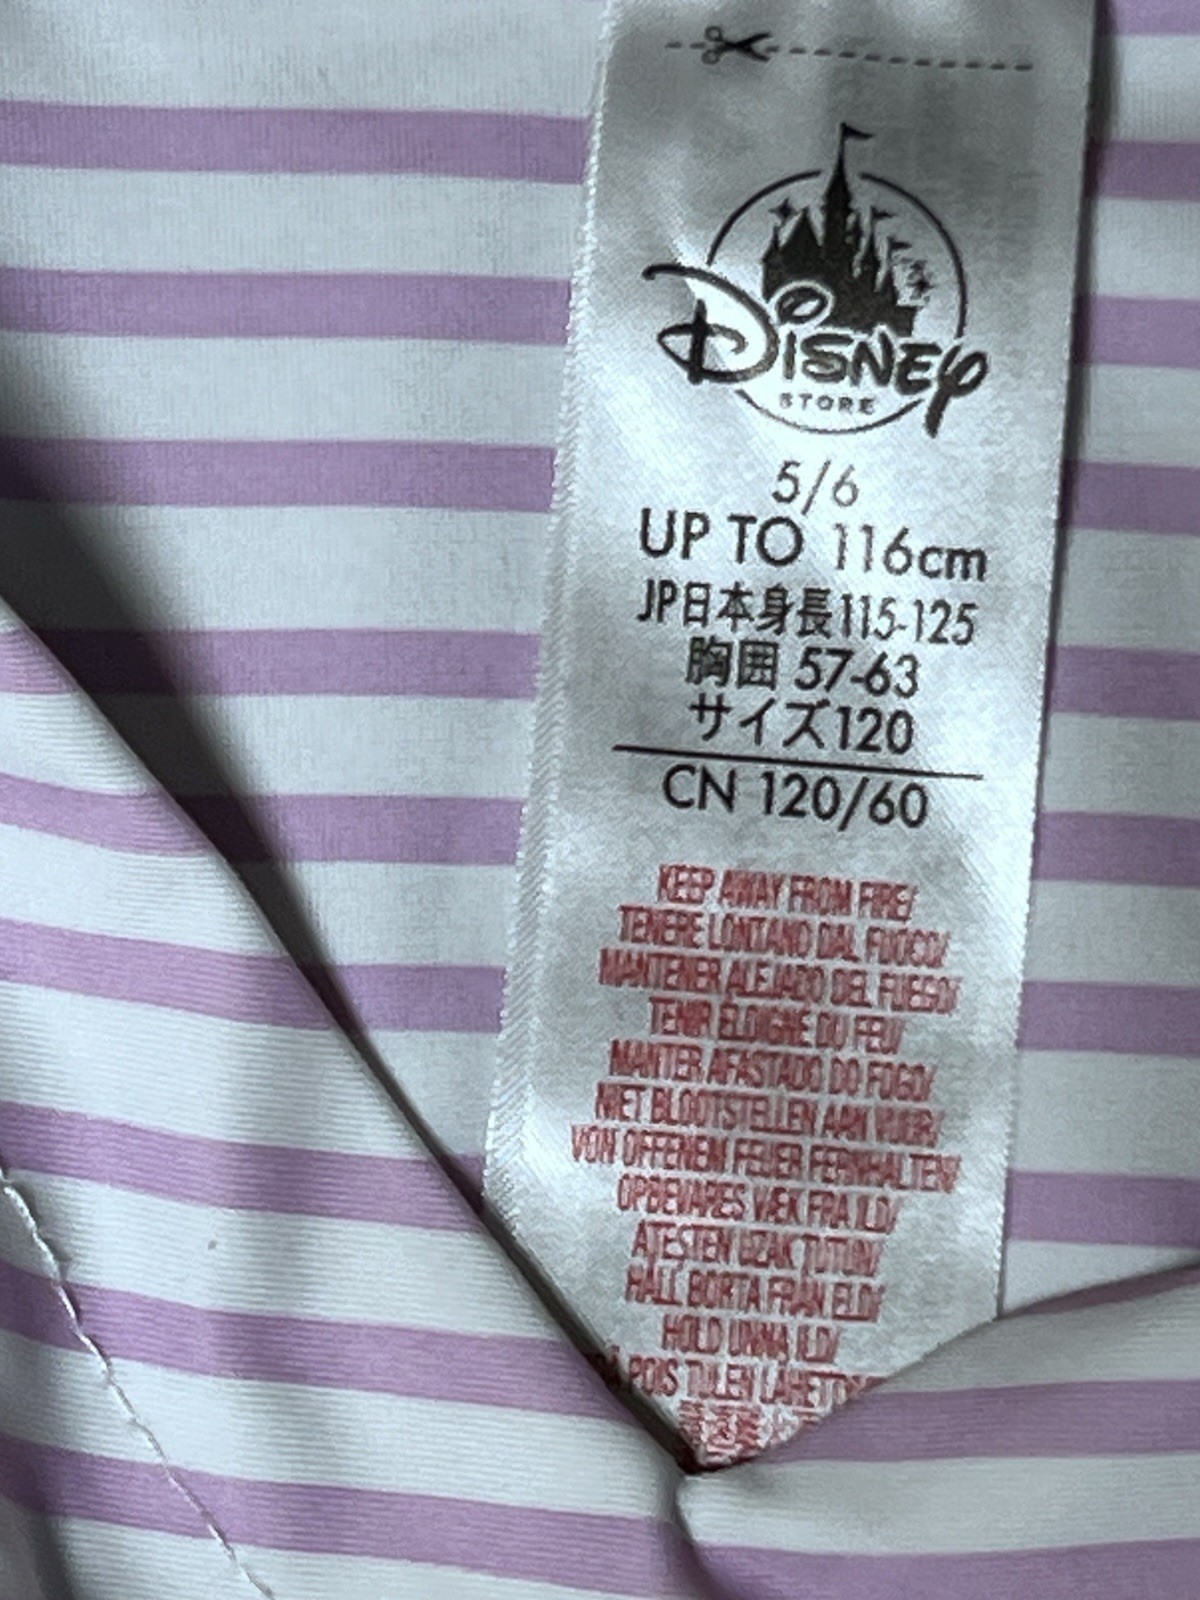 Disney
STORE
5/6
UP TO 116cm
JP日本身長115-125
胸囲 57-63
サイズ120
CN 120/60
KEEP AWAY FROM FIRE/
TENERE LONTANO DAL FUOCO/
MANTENER ALEJADO DEL FUEGO/
TENIR ÉLOIGNÉ DU FEU/
MANTER AFASTADO DO FOGO/
NIET BLOOTSTELLEN AAN VUUR/
VON OFFENEM FEUER FERNHALTEN/
OPBEVARES VÆK FRA ILD/
ATEŞTEN UZAK TUTUN/
HÅLL BORTA FRÅN ELD/
HOLD UNNA ILD/
POIS TULEN LÄHETTY